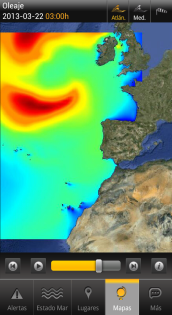 Oleaje
2013-03-22 03:00h
Atlán. Med.
Alertas Estado Mar Lugares Mapas Más